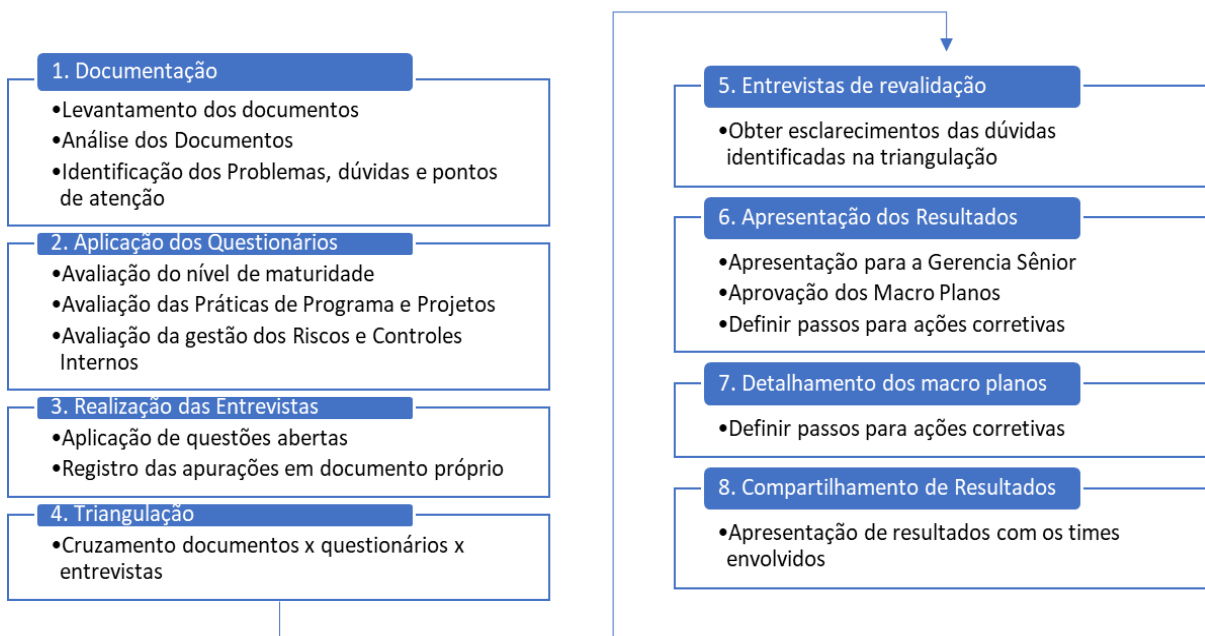 1. Documentação
•Levantamento dos documentos
•Análise dos Documentos
•Identificação dos Problemas, dúvidas e pontos
de atenção
2. Aplicação dos Questionários
•Avaliação do nível de maturidade
•Avaliação das Práticas de Programa e Projetos
•Avaliação da gestão dos Riscos e Controles
Internos
3. Realização das Entrevistas
•Aplicação de questões abertas
•Registro das apurações em documento próprio
4. Triangulação
•Cruzamento documentos x questionários x
entrevistas
5. Entrevistas de revalidação
•Obter esclarecimentos das dúvidas
identificadas na triangulação
6. Apresentação dos Resultados
•Apresentação para a Gerencia Sênior
•Aprovação dos Macro Planos
•Definir passos para ações corretivas
7. Detalhamento dos macro planos
•Definir passos para ações corretivas
8. Compartilhamento de Resultados
•Apresentação de resultados com os times
envolvidos